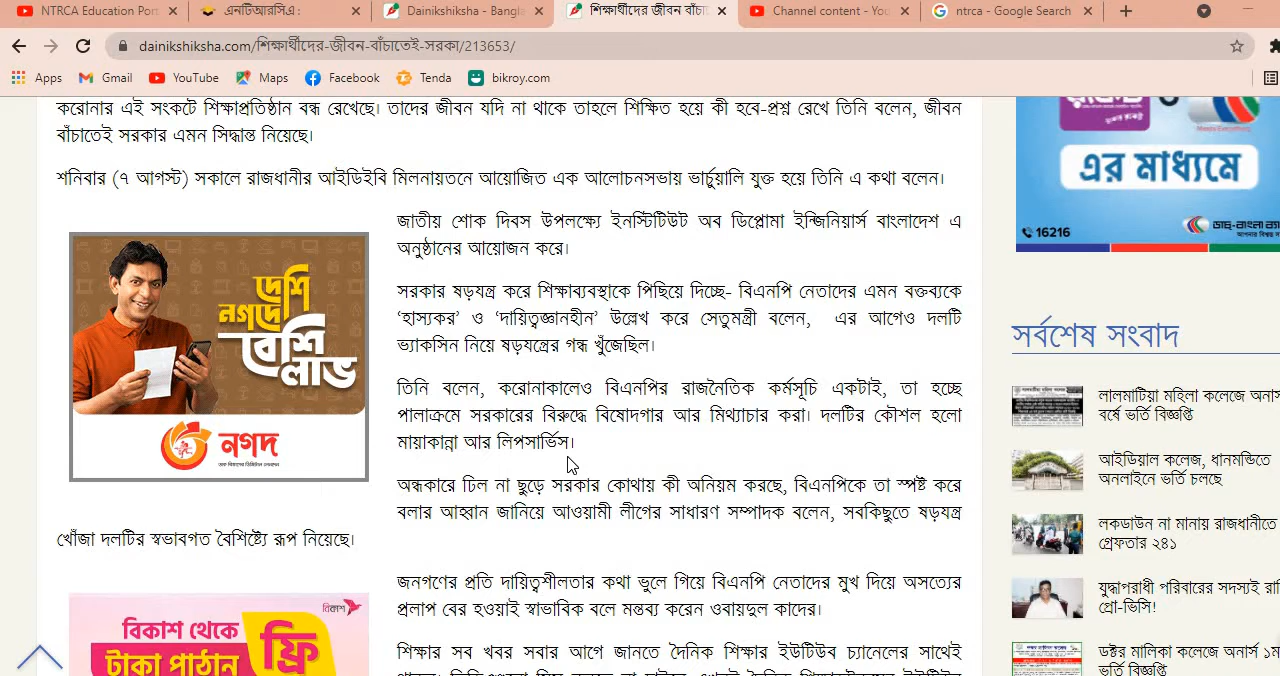 NTRCA Education Port
এনটিআরসিএ :
Dainikshiksha - Bangla
শিক্ষার্থীদের জীবন বাঁচা
Channel content - You
ntrca - Google Search
dainikshiksha.com/শিক্ষার্থীদের-জীবন-বাঁচাতেই-সরকা/213653/
Apps Gmail YouTube Maps Facebook Tenda bikroy.com
করোনার এই সংকটে শিক্ষাপ্রতিষ্ঠান বন্ধ রেখেছে। তাদের জীবন যদি না থাকে তাহলে শিক্ষিত হয়ে কী হবে-প্রশ্ন রেখে তিনি বলেন, জীবন
বাঁচাতেই সরকার এমন সিদ্ধান্ত নিয়েছে।
শনিবার (৭ আগস্ট) সকালে রাজধানীর আইডিইবি মিলনায়তনে আয়োজিত এক আলোচনসভায় ভার্চুয়ালি যুক্ত হয়ে তিনি এ কথা বলেন।
জাতীয় শোক দিবস উপলক্ষ্যে ইনস্টিটিউট অব ডিপ্লোমা ইঞ্জিনিয়ার্স বাংলাদেশ এ
অনুষ্ঠানের আয়োজন করে।
সরকার ষড়যন্ত্র করে শিক্ষাব্যবস্থাকে পিছিয়ে দিচ্ছে- বিএনপি নেতাদের এমন বক্তব্যকে
‘হাস্যকর’ ও ‘দায়িত্বজ্ঞানহীন’ উল্লেখ করে সেতুমন্ত্রী বলেন, এর আগেও দলটি
ভ্যাকসিন নিয়ে ষড়যন্ত্রের গন্ধ খুঁজেছিল।
তিনি বলেন, করোনাকালেও বিএনপির রাজনৈতিক কর্মসূচি একটাই, তা হচ্ছে
পালাক্রমে সরকারের বিরুদ্ধে বিষোদগার আর মিথ্যাচার করা। দলটির কৌশল হলো
মায়াকান্না আর লিপসার্ভিস।
অন্ধকারে ঢিল না ছুড়ে সরকার কোথায় কী অনিয়ম করছে, বিএনপিকে তা স্পষ্ট করে
বলার আহ্বান জানিয়ে আওয়ামী লীগের সাধারণ সম্পাদক বলেন, সবকিছুতে ষড়যন্ত্র
খোঁজা দলটির স্বভাবগত বৈশিষ্ট্যে রূপ নিয়েছে।
জনগণের প্রতি দায়িত্বশীলতার কথা ভুলে গিয়ে বিএনপি নেতাদের মুখ দিয়ে অসত্যের
প্রলাপ বের হওয়াই স্বাভাবিক বলে মন্তব্য করেন ওবায়দুল কাদের।
শিক্ষার সব খবর সবার আগে জানতে দৈনিক শিক্ষার ইউটিউব চ্যানেলের সাথেই
দেশি
নগদে
বেশি
লাভ
নগদ
বিকাশ
বিকাশ থেকে
টাকা পাঠান
ফ্রি
এর মাধ্যমে
16216
সর্বশেষ সংবাদ
লালমাটিয়া মহিলা কলেজে অনার্স
বর্ষে ভর্তি বিজ্ঞপ্তি
আইডিয়াল কলেজ, ধানমন্ডিতে
অনলাইনে ভর্তি চলছে
লকডাউন না মানায় রাজধানীতে
গ্রেফতার ২৪১
যুদ্ধাপরাধী পরিবারের সদস্যই
প্রো-ভিসি!
ডক্টর মালিকা কলেজে অনার্স ১ম
ভর্তি বিজ্ঞপ্তি